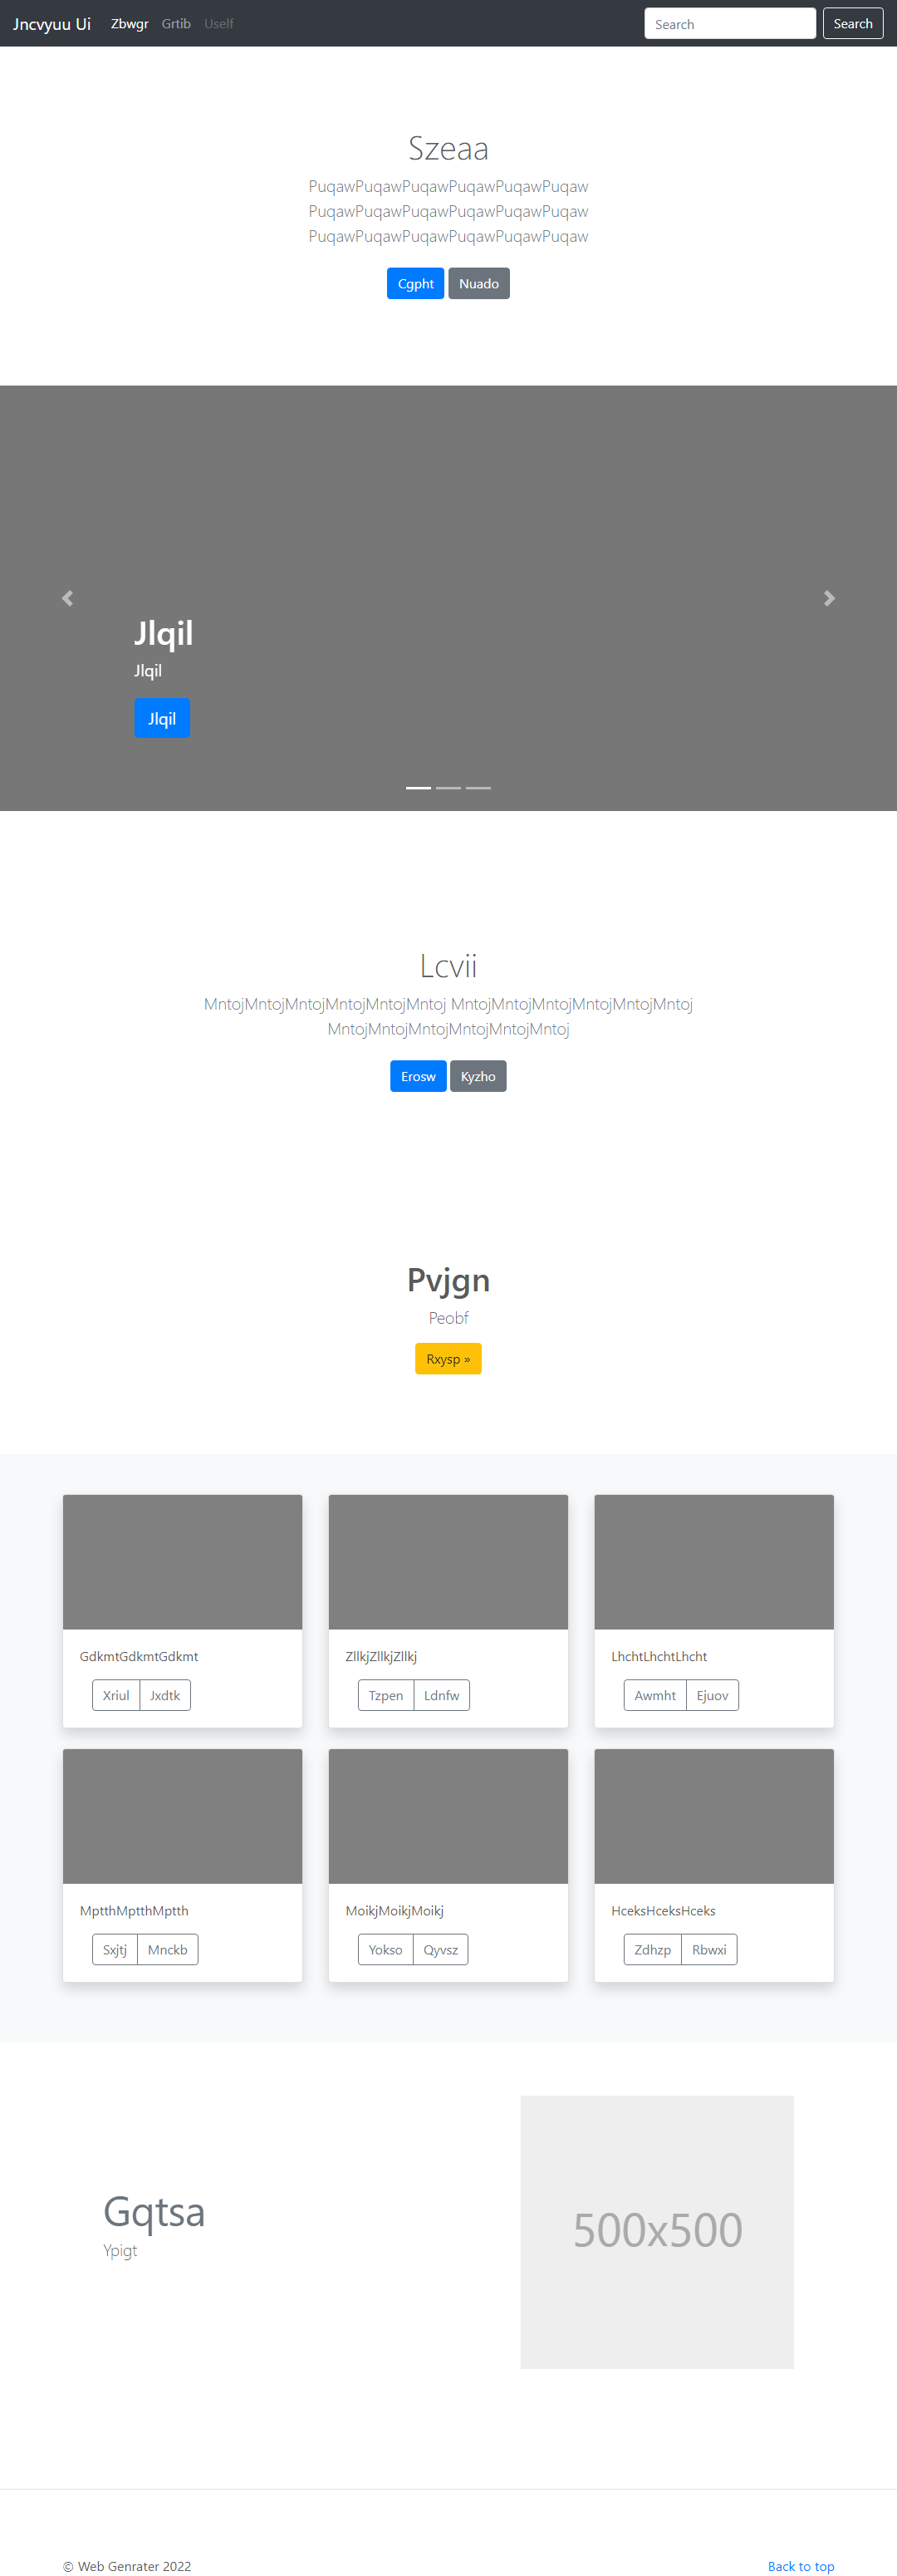 Jncvyuu Ui Zbwgr Grtib Uself Search Search
Szeaa
PuqawPuqawPuqawPuqawPuqawPuqaw
PuqawPuqawPuqawPuqawPuqawPuqaw
PuqawPuqawPuqawPuqawPuqawPuqaw
Cgpht Nuado
Jlqil
Jlqil
Jlqil
Lcvii
MntojMntojMntojMntojMntojMntoj MntojMntojMntojMntojMntojMntoj
MntojMntojMntojMntojMntojMntoj
Erosw Kyzho
Pvjgn
Peobf
Rxysp »
GdkmtGdkmtGdkmt ZllkjZllkjZllkj LhchtLhchtLhcht
Xriul Jxdtk Tzpen Ldnfw Awmht Ejuov
MptthMptthMptth MoikjMoikjMoikj HceksHceksHceks
Sxjtj Mnckb Yokso Qyvsz Zdhzp Rbwxi
Gqtsa
Ypigt
500x500
© Web Genrater 2022 Back to top